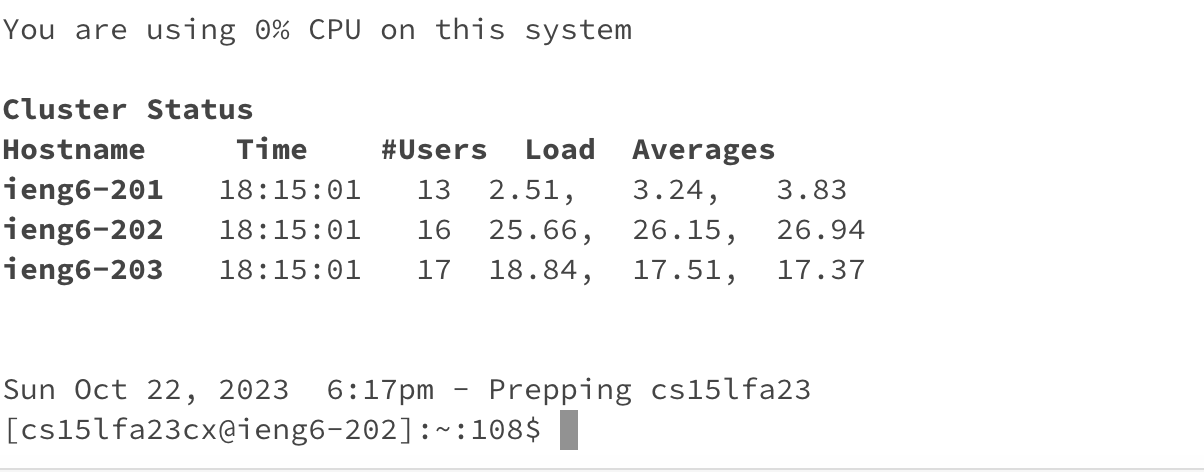 You are using 0% CPU on this system
Cluster Status
Hostname     Time    #Users  Load  Averages
ieng6-201   18:15:01   13  2.51,   3.24,   3.83
ieng6-202   18:15:01   16  25.66,  26.15,  26.94
ieng6-203   18:15:01   17  18.84,  17.51,  17.37
Sun Oct 22, 2023  6:17pm - Prepping cs15lfa23
[cs15lfa23cx@ieng6-202]:~:108$